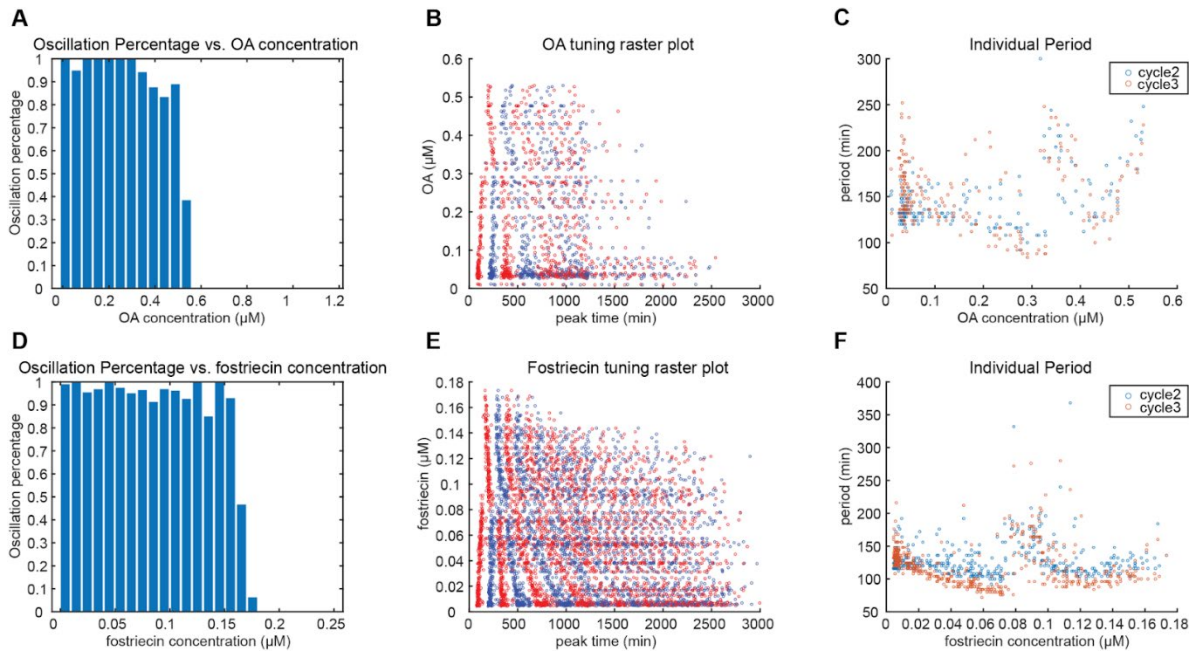 A
Oscillation Percentage vs. OA concentration
Oscillation percentage
1
0.9
0.8
0.7
0.6
0.5
0.4
0.3
0.2
0.1
0
0 0.2 0.4 0.6 0.8 1 1.2
OA concentration (µM)
B
OA tuning raster plot
OA (µM)
0.6
0.5
0.4
0.3
0.2
0.1
0
0 500 1000 1500 2000 2500 3000
peak time (min)
C
Individual Period
cycle2
cycle3
period (min)
300
250
200
150
100
50
0 0.1 0.2 0.3 0.4 0.5 0.6
OA concentration (µM)
D
Oscillation Percentage vs. fostriecin concentration
Oscillation percentage
1
0.9
0.8
0.7
0.6
0.5
0.4
0.3
0.2
0.1
0
0 0.05 0.1 0.15 0.20 0.25
fostriecin concentration (µM)
E
Fostriecin tuning raster plot
fostriecin (µM)
0.18
0.16
0.14
0.12
0.1
0.08
0.06
0.04
0.02
0
0 500 1000 1500 2000 2500 3000
peak time (min)
F
Individual Period
cycle2
cycle3
period (min)
400
350
300
250
200
150
100
50
0 0.02 0.04 0.06 0.08 0.1 0.12 0.14 0.16 0.18
fostriecin concentration (µM)